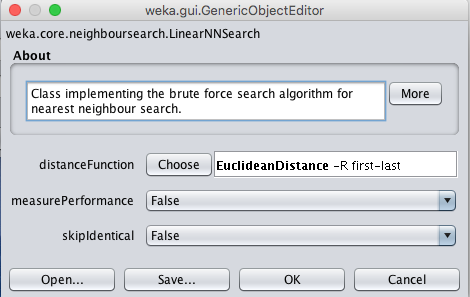 weka.gui.GenericObjectEditor
weka.core.neighboursearch.LinearNNSearch
About
Class implementing the brute force search algorithm for
nearest neighbour search.
More
distanceFunction Choose EuclideanDistance -R first-last
measurePerformance False
skipIdentical False
Open... Save... OK Cancel